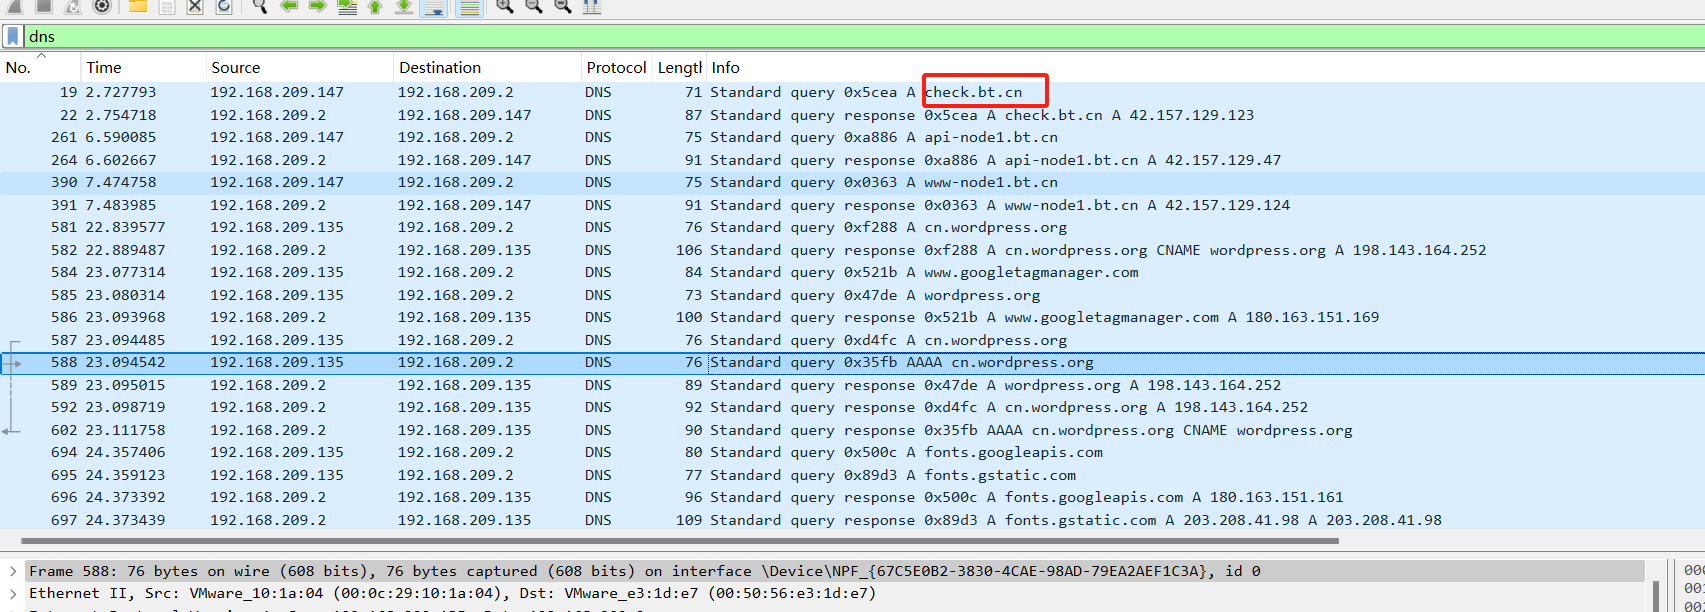 dns
No. Time Source Destination Protocol Length Info
19 2.727793 192.168.209.147 192.168.209.2 DNS 71 Standard query 0x5cea A check.bt.cn
22 2.754718 192.168.209.2 192.168.209.147 DNS 87 Standard query response 0x5cea A check.bt.cn A 42.157.129.123
261 6.590085 192.168.209.147 192.168.209.2 DNS 75 Standard query 0xa886 A api-node1.bt.cn
264 6.602667 192.168.209.2 192.168.209.147 DNS 91 Standard query response 0xa886 A api-node1.bt.cn A 42.157.129.47
390 7.474758 192.168.209.147 192.168.209.2 DNS 75 Standard query 0x0363 A www-node1.bt.cn
391 7.483985 192.168.209.2 192.168.209.147 DNS 91 Standard query response 0x0363 A www-node1.bt.cn A 42.157.129.124
581 22.839577 192.168.209.135 192.168.209.2 DNS 76 Standard query 0xf288 A cn.wordpress.org
582 22.889487 192.168.209.2 192.168.209.135 DNS 106 Standard query response 0xf288 A cn.wordpress.org CNAME wordpress.org A 198.143.164.252
584 23.077314 192.168.209.135 192.168.209.2 DNS 84 Standard query 0x521b A www.googletagmanager.com
585 23.080314 192.168.209.135 192.168.209.2 DNS 73 Standard query 0x47de A wordpress.org
586 23.093968 192.168.209.2 192.168.209.135 DNS 100 Standard query response 0x521b A www.googletagmanager.com A 180.163.151.169
587 23.094485 192.168.209.135 192.168.209.2 DNS 76 Standard query 0xd4fc A cn.wordpress.org
588 23.094542 192.168.209.135 192.168.209.2 DNS 76 Standard query 0x35fb AAAA cn.wordpress.org
589 23.095015 192.168.209.2 192.168.209.135 DNS 89 Standard query response 0x47de A wordpress.org A 198.143.164.252
592 23.098719 192.168.209.2 192.168.209.135 DNS 92 Standard query response 0xd4fc A cn.wordpress.org A 198.143.164.252
602 23.111758 192.168.209.2 192.168.209.135 DNS 90 Standard query response 0x35fb AAAA cn.wordpress.org CNAME wordpress.org
694 24.357406 192.168.209.135 192.168.209.2 DNS 80 Standard query 0x500c A fonts.googleapis.com
695 24.359123 192.168.209.135 192.168.209.2 DNS 77 Standard query 0x89d3 A fonts.gstatic.com
696 24.373392 192.168.209.2 192.168.209.135 DNS 96 Standard query response 0x500c A fonts.googleapis.com A 180.163.151.161
697 24.373439 192.168.209.2 192.168.209.135 DNS 109 Standard query response 0x89d3 A fonts.gstatic.com A 203.208.41.98 A 203.208.41.98
Frame 588: 76 bytes on wire (608 bits), 76 bytes captured (608 bits) on interface \Device\NPF_{67C5E0B2-3830-4CAE-98AD-79EA2AEF1C3A}, id 0
Ethernet II, Src: VMware_10:1a:04 (00:0c:29:10:1a:04), Dst: VMware_e3:1d:e7 (00:50:56:e3:1d:e7)